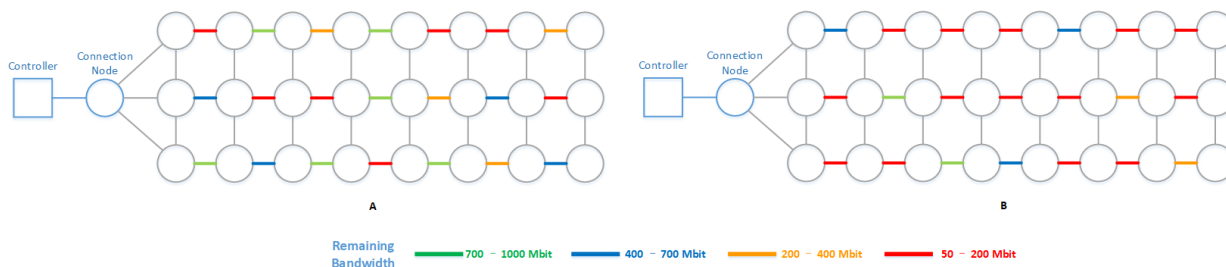 Controller
Connection
Node
A
Controller
Connection
Node
B
Remaining
Bandwidth
700 – 1000 Mbit
400 – 700 Mbit
200 – 400 Mbit
50 – 200 Mbit